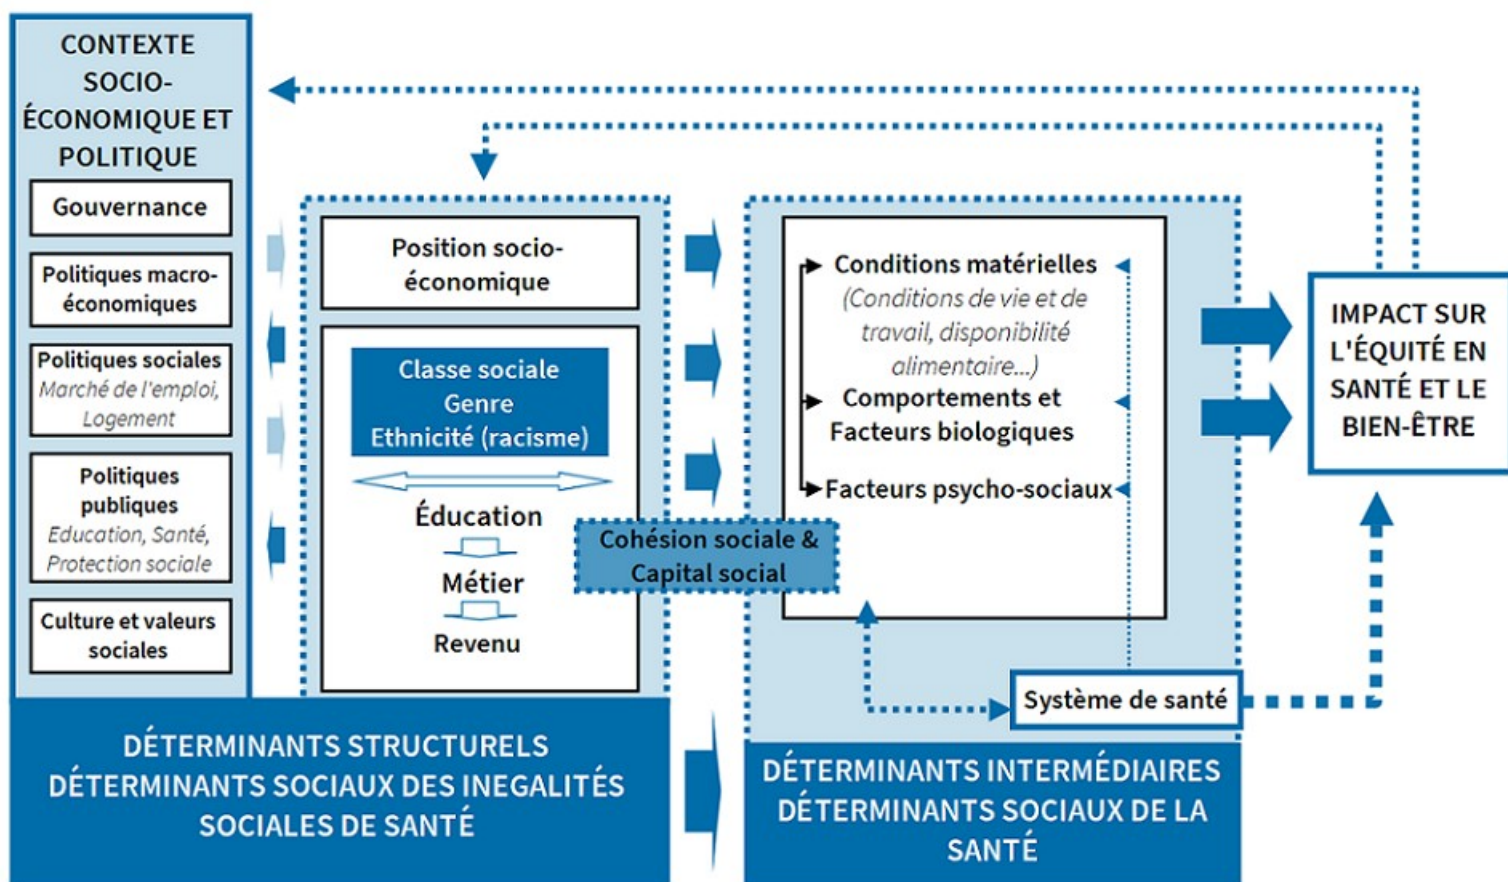 CONTEXTE
SOCIO-
ÉCONOMIQUE ET
POLITIQUE
Gouvernance
Politiques macro-
économiques
Politiques sociales
Marché de l'emploi,
Logement
Politiques
publiques
Education, Santé,
Protection sociale
Culture et valeurs
sociales
Position socio-
économique
Classe sociale
Genre
Ethnicité (racisme)
Éducation
Métier
Revenu
Cohésion sociale &
Capital social
Conditions matérielles
(Conditions de vie et de
travail, disponibilité
alimentaire...)
Comportements et
Facteurs biologiques
Facteurs psycho-sociaux
Système de santé
IMPACT SUR
L'ÉQUITÉ EN
SANTÉ ET LE
BIEN-ÊTRE
DÉTERMINANTS STRUCTURELS
DÉTERMINANTS SOCIAUX DES INEGALITÉS
SOCIALES DE SANTÉ
DÉTERMINANTS INTERMÉDIAIRES
DÉTERMINANTS SOCIAUX DE LA
SANTÉ